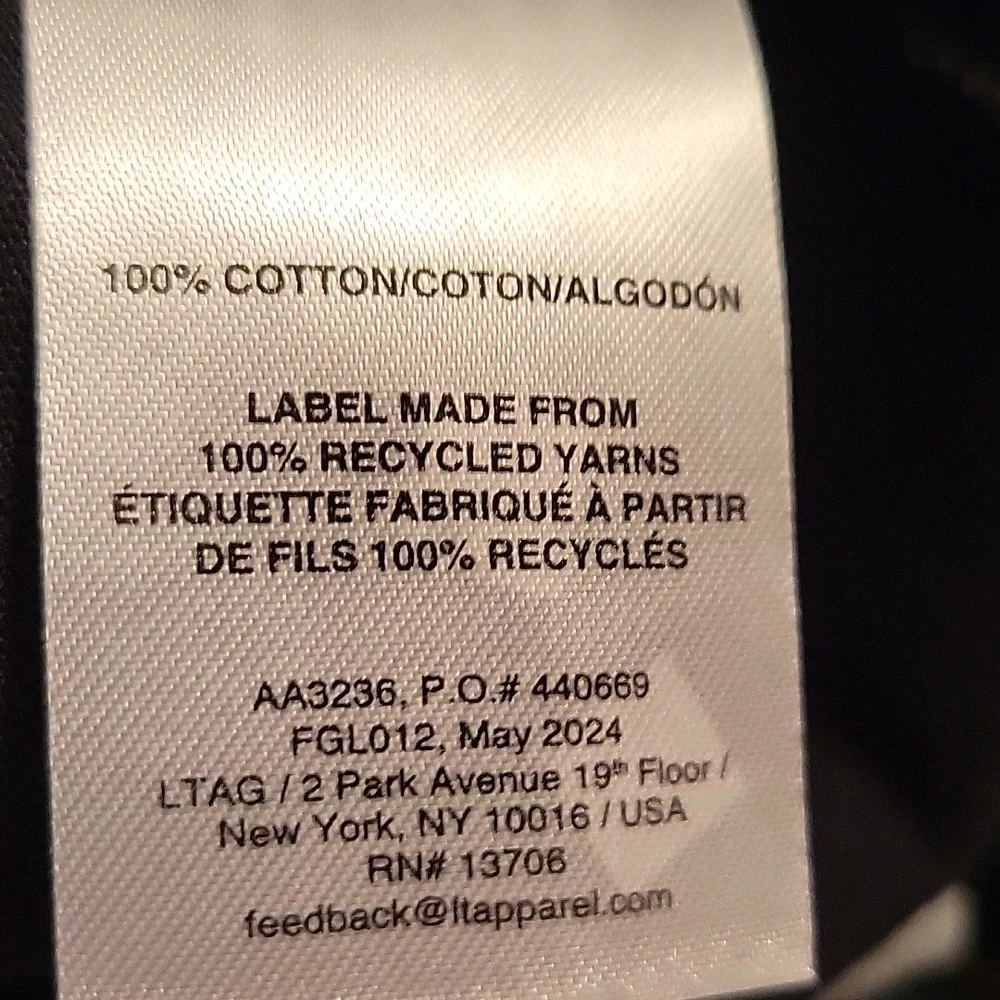 100% COTTON/COTON/ALGODÓN
LABEL MADE FROM
100% RECYCLED YARNS
ÉTIQUETTE FABRIQUÉ À PARTIR
DE FILS 100% RECYCLÉS
AA3236, P.O.# 440669
FGL012, May 2024
LTAG / 2 Park Avenue 19th Floor /
New York, NY 10016 / USA
RN# 13706
feedback@ltapparel.com